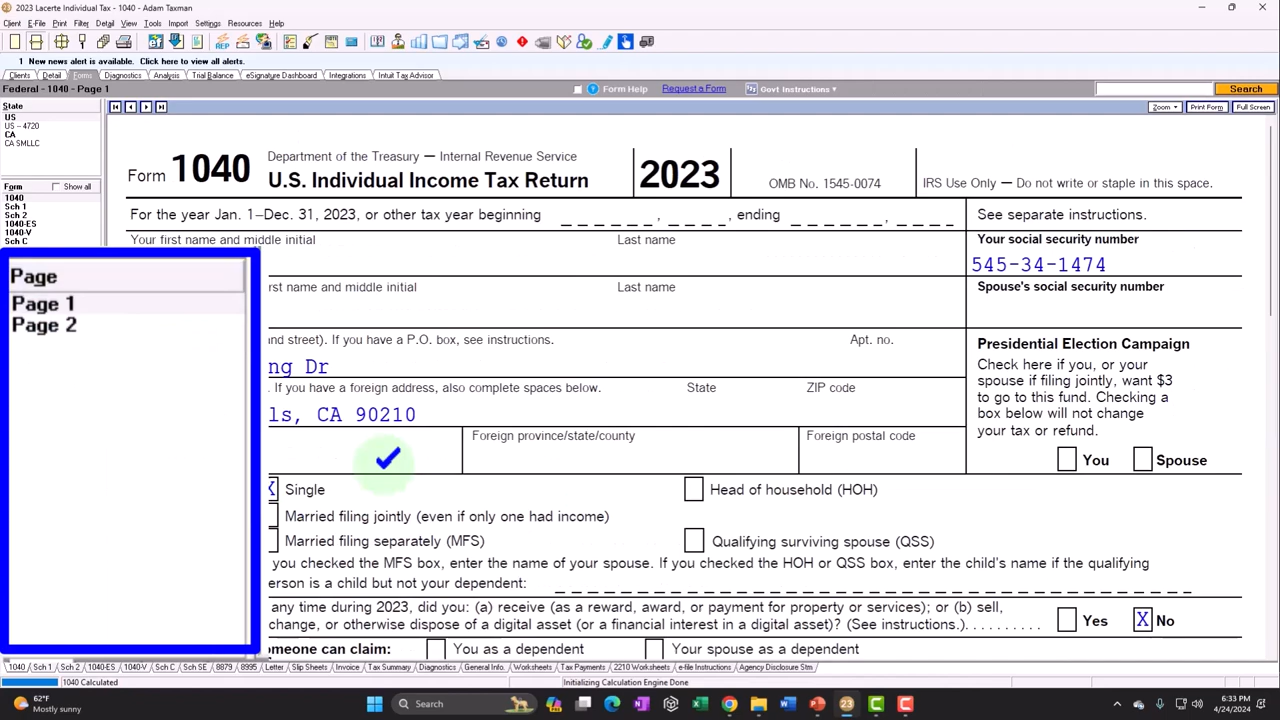 2023 Lacerte Individual Tax - 1040 - Adam Taxman
Client E-File Print Filter Detail View Tools Import Settings Resources Help
1 New news alert is available. Click here to view all alerts.
Clients Detail Forms Diagnostics Analysis Trial Balance eSignature Dashboard Integrations Intuit Tax Advisor
Federal - 1040 - Page 1 Form Help Request a Form Govt Instructions Search
State
US
US - 4720
CA
CA SMLLC
Form Show all
1040
Sch 1
Sch 2
1040-ES
1040-V
Sch C
Page
Page 1
Page 2
Zoom Print Form Full Screen
Form 1040
Department of the Treasury — Internal Revenue Service
U.S. Individual Income Tax Return
2023
OMB No. 1545-0074
IRS Use Only — Do not write or staple in this space.
For the year Jan. 1–Dec. 31, 2023, or other tax year beginning , , ending ,
See separate instructions.
Your first name and middle initial Last name
Your social security number
545-34-1474
rst name and middle initial Last name
Spouse's social security number
nd street). If you have a P.O. box, see instructions. Apt. no.
ng Dr
. If you have a foreign address, also complete spaces below. State ZIP code
ls, CA 90210
Foreign province/state/county Foreign postal code
Presidential Election Campaign
Check here if you, or your
spouse if filing jointly, want $3
to go to this fund. Checking a
box below will not change
your tax or refund.
You Spouse
X Single Head of household (HOH)
Married filing jointly (even if only one had income)
Married filing separately (MFS) Qualifying surviving spouse (QSS)
you checked the MFS box, enter the name of your spouse. If you checked the HOH or QSS box, enter the child's name if the qualifying
erson is a child but not your dependent:
any time during 2023, did you: (a) receive (as a reward, award, or payment for property or services); or (b) sell,
change, or otherwise dispose of a digital asset (or a financial interest in a digital asset)? (See instructions.) . . . . . . . . . . Yes X No
omeone can claim: You as a dependent Your spouse as a dependent
1040 Sch 1 Sch 2 1040-ES 1040-V Sch C Sch SE 8879 8995 Letter Slip Sheets Invoice Tax Summary Diagnostics General Info. Worksheets Tax Payments 2210 Worksheets e-file Instructions Agency Disclosure Stm
1040 Calculated Initializing Calculation Engine Done
62°F
Mostly sunny
Search
23
6:33 PM
4/24/2024